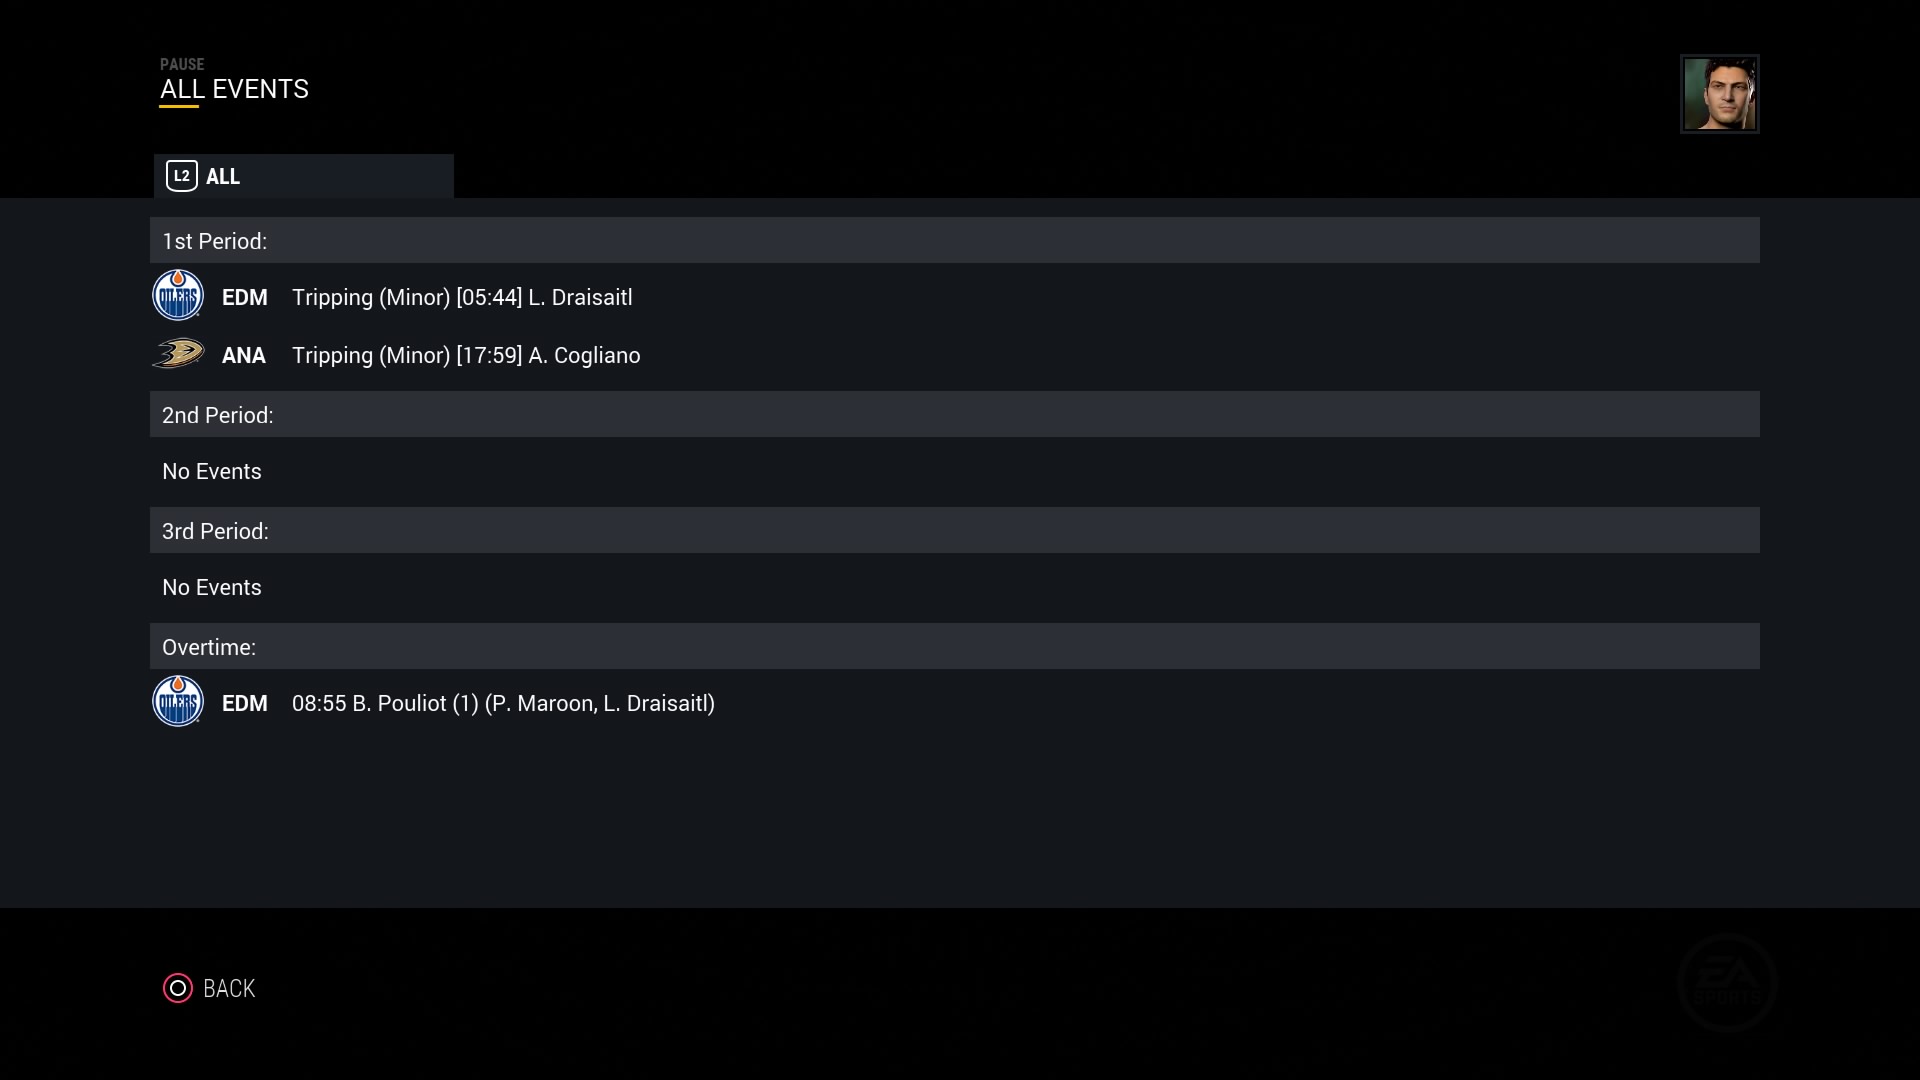 PAUSE
ALL EVENTS
L2 ALL
1st Period:
OILERS EDM Tripping (Minor) [05:44] L. Draisaitl
ANA Tripping (Minor) [17:59] A. Cogliano
2nd Period:
No Events
3rd Period:
No Events
Overtime:
OILERS EDM 08:55 B. Pouliot (1) (P. Maroon, L. Draisaitl)
BACK
EA
SPORTS